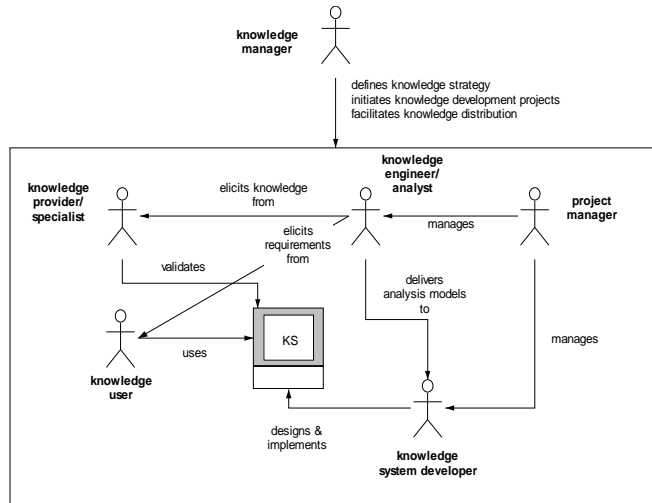 knowledge
manager
defines knowledge strategy
initiates knowledge development projects
facilitates knowledge distribution
knowledge
provider/
specialist
elicits knowledge
from
knowledge
engineer/
analyst
project
manager
manages
elicits
requirements
from
validates
delivers
analysis models
to
KS
uses
manages
knowledge
user
designs &
implements
knowledge
system developer